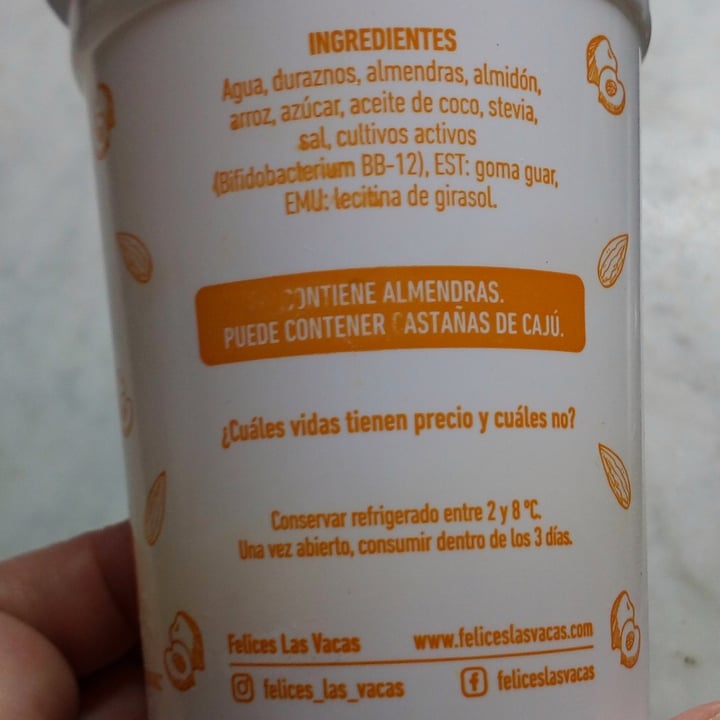 INGREDIENTES
Agua, duraznos, almendras, almidón,
arroz, azúcar, aceite de coco, stevia,
sal, cultivos activos
(Bifidobacterium BB-12), EST: goma guar,
EMU: lecitina de girasol.
CONTIENE ALMENDRAS.
PUEDE CONTENER CASTAÑAS DE CAJÚ.
¿Cuáles vidas tienen precio y cuáles no?
Conservar refrigerado entre 2 y 8 °C.
Una vez abierto, consumir dentro de los 3 días.
Felices Las Vacas www.feliceslasvacas.com
felices_las_vacas feliceslasvacas